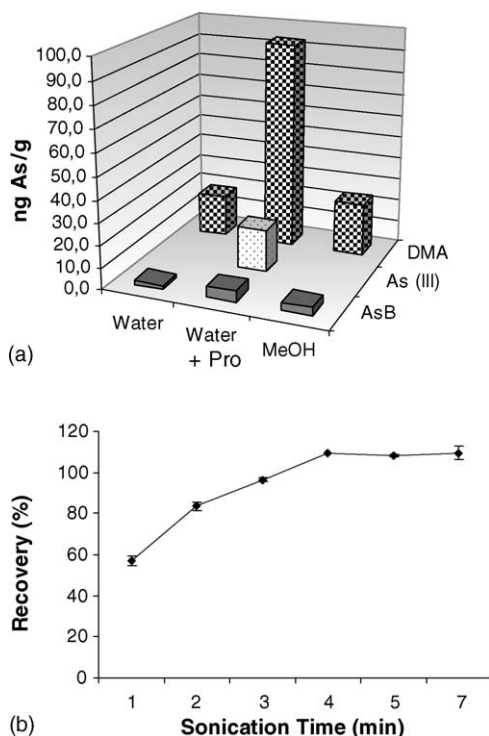 100,0
90,0
80,0
70,0
60,0
50,0
40,0
30,0
20,0
10,0
0,0
ng As/g
Water
Water
+ Pro
MeOH
DMA
As (III)
AsB
(a)
120
100
80
60
40
20
0
Recovery (%)
1 2 3 4 5 7
Sonication Time (min)
(b)